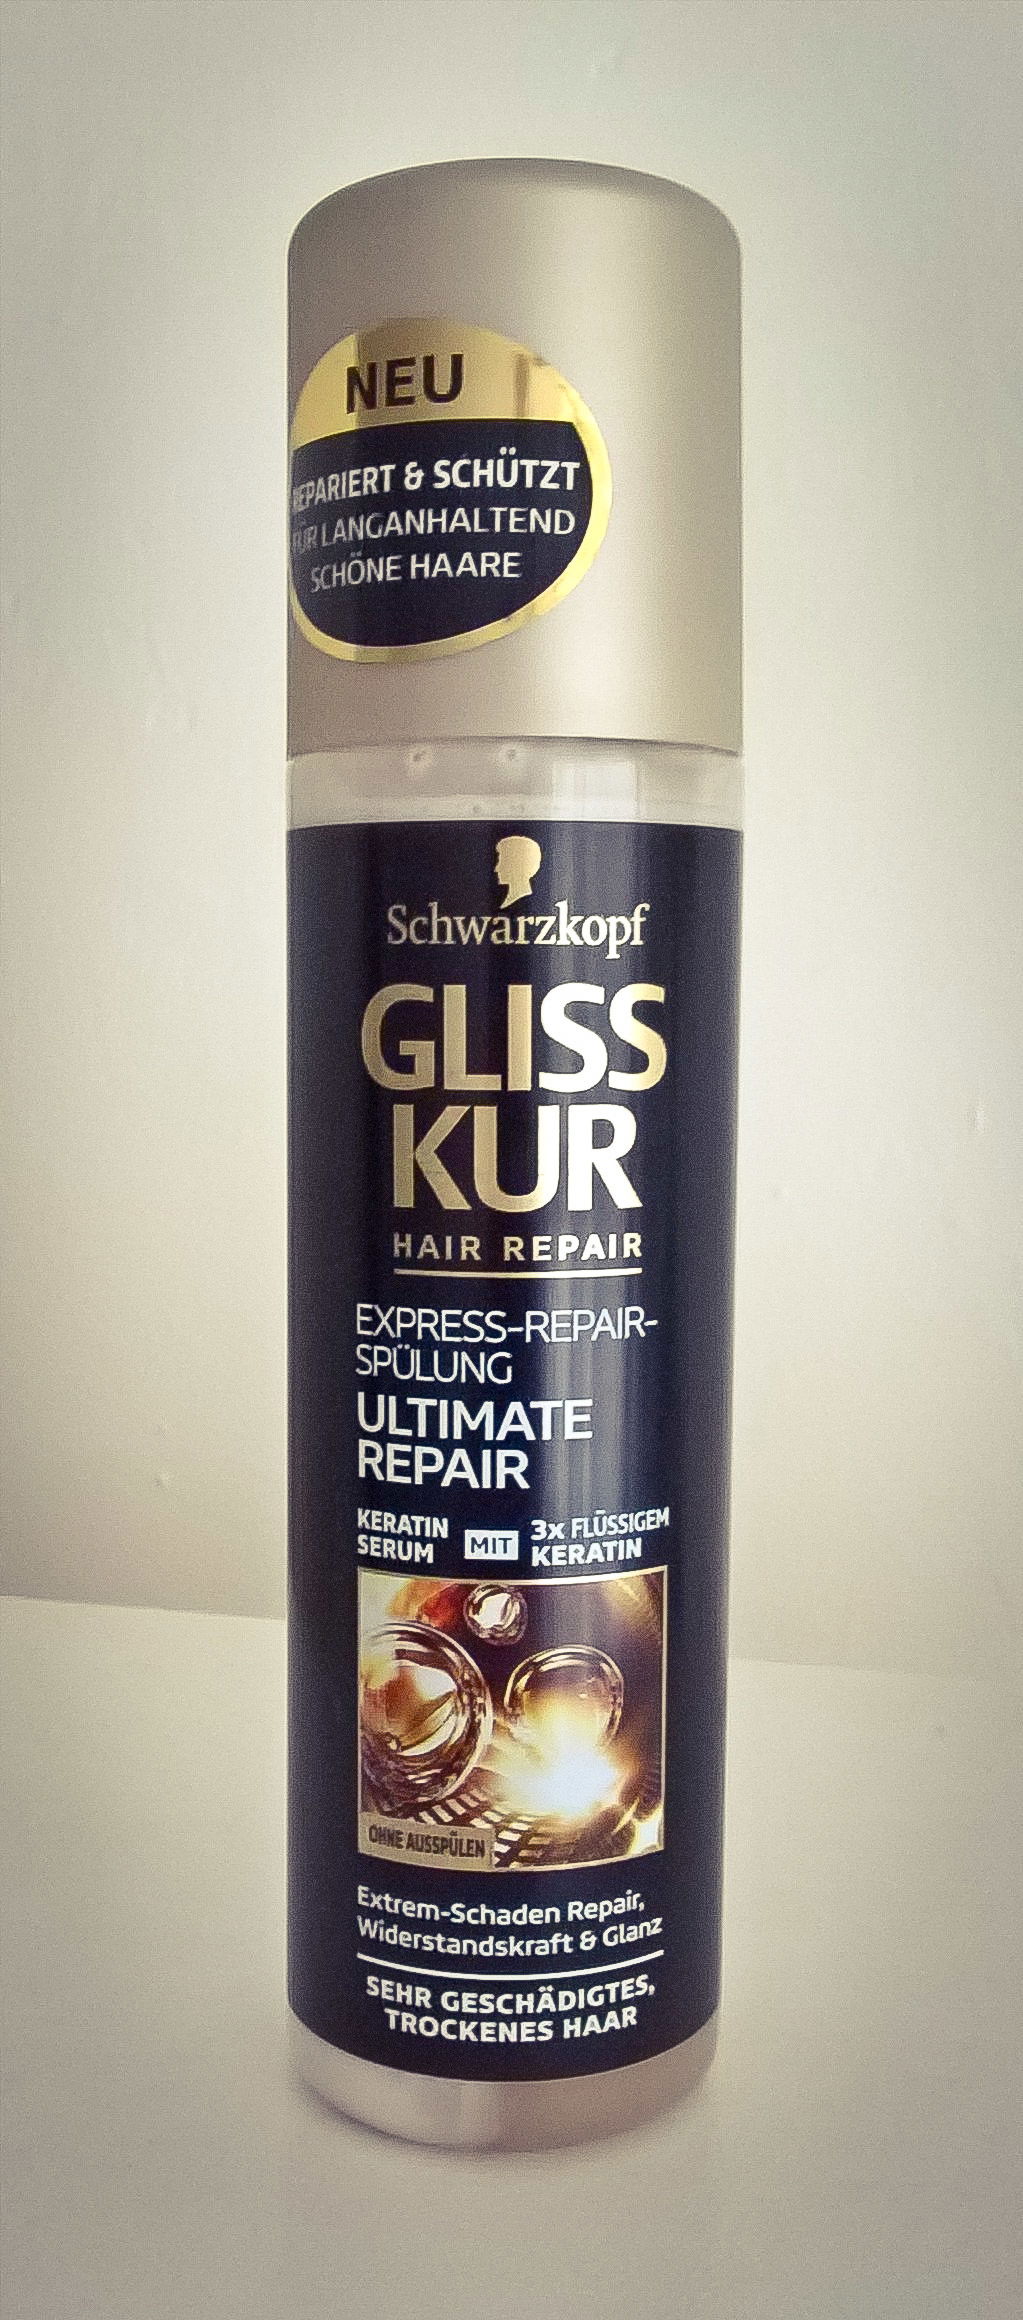 NEU
REPARIERT & SCHÜTZT
FÜR LANGANHALTEND
SCHÖNE HAARE
Schwarzkopf
GLISS
KUR
HAIR REPAIR
EXPRESS-REPAIR-
SPÜLUNG
ULTIMATE
REPAIR
KERATIN
SERUM
MIT
3x FLÜSSIGEM
KERATIN
OHNE AUSSPÜLEN
Extrem-Schaden Repair,
Widerstandskraft & Glanz
SEHR GESCHÄDIGTES,
TROCKENES HAAR